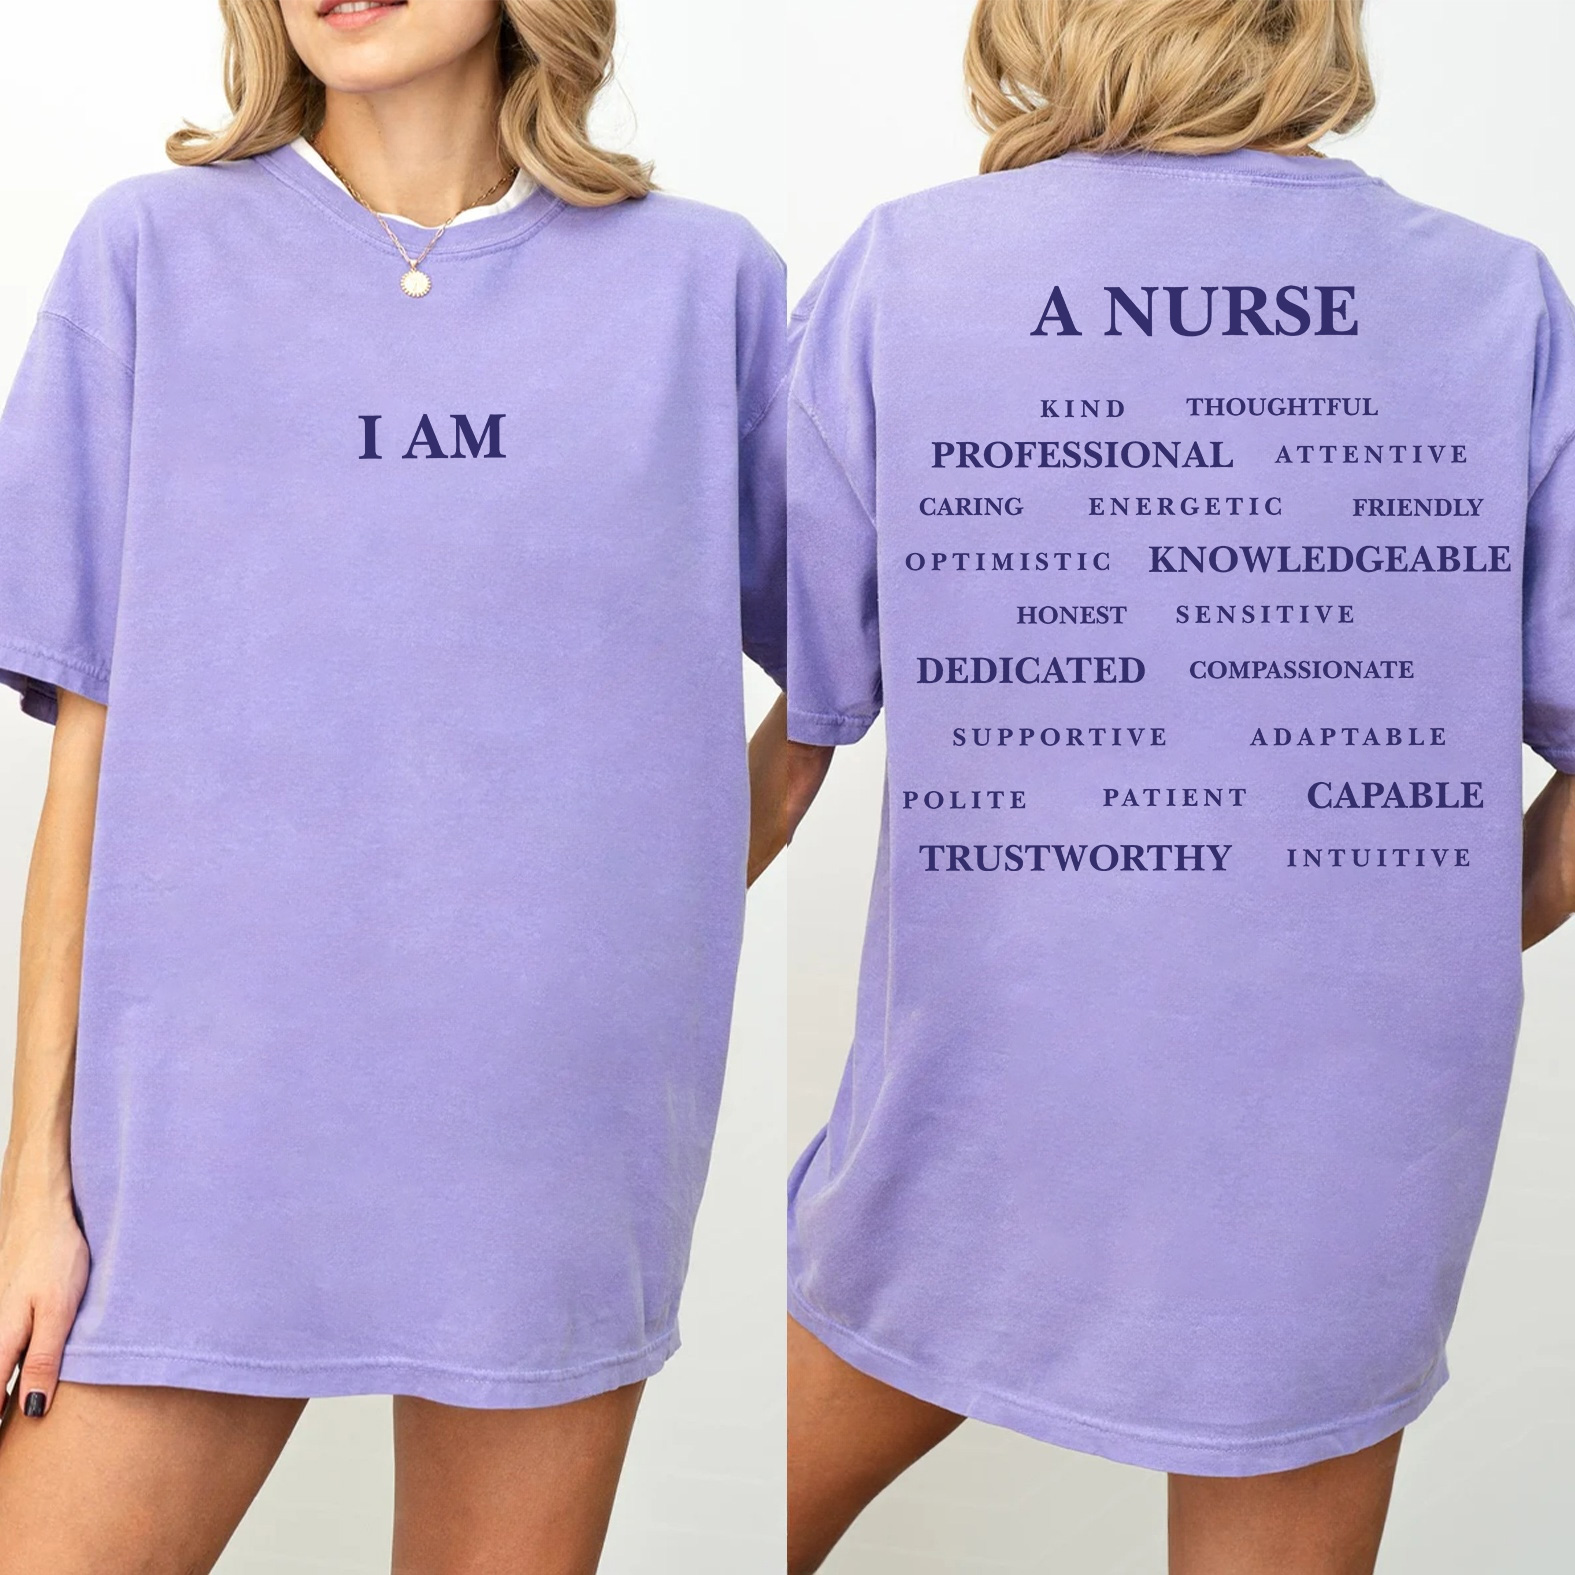 I AM
A NURSE
KIND THOUGHTFUL
PROFESSIONAL ATTENTIVE
CARING ENERGETIC FRIENDLY
OPTIMISTIC KNOWLEDGEABLE
HONEST SENSITIVE
DEDICATED COMPASSIONATE
SUPPORTIVE ADAPTABLE
POLITE PATIENT CAPABLE
TRUSTWORTHY INTUITIVE